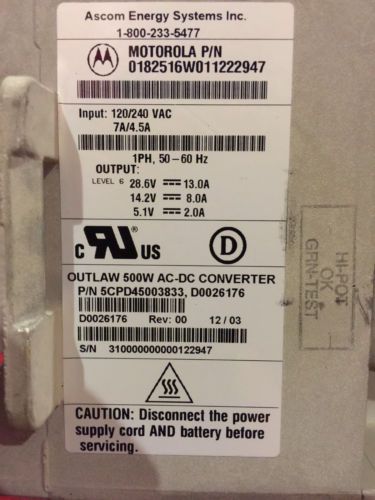 Ascom Energy Systems Inc.
1-800-233-5477
MOTOROLA P/N
0182516W011222947
Input: 120/240 VAC
7A/4.5A
1PH, 50-60 Hz
OUTPUT:
LEVEL 6 28.6V 13.0A
14.2V 8.0A
5.1V 2.0A
c RU US
D
OUTLAW 500W AC-DC CONVERTER
P/N 5CPD45003833, D0026176
D0026176 Rev: 00 12/03
S/N 310000000000122947
CAUTION: Disconnect the power
supply cord AND battery before
servicing.
HI-POT
OK
GRN-TEST